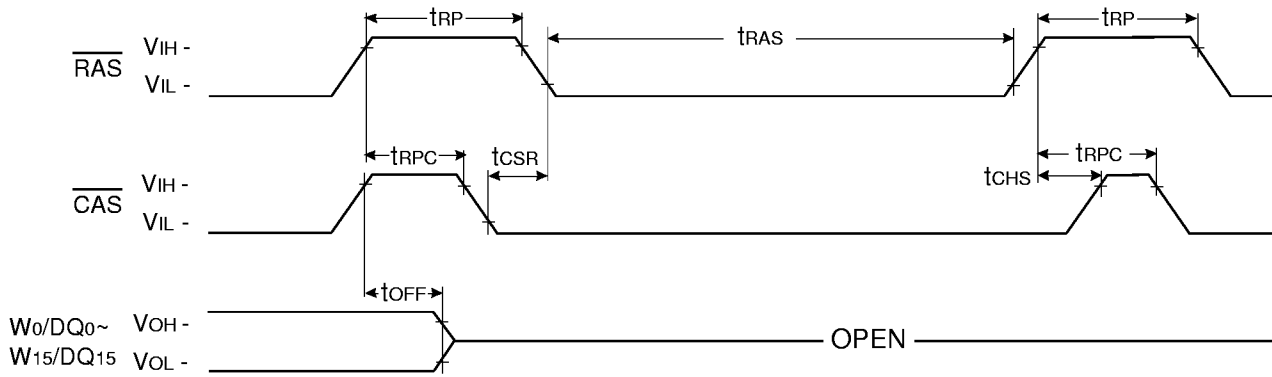 tRP tRAS tRP
RAS VIH -
VIL -
tRPC tCSR tCHS tRPC
CAS VIH -
VIL -
tOFF
W0/DQ0~ VOH -
W15/DQ15 VOL -
OPEN